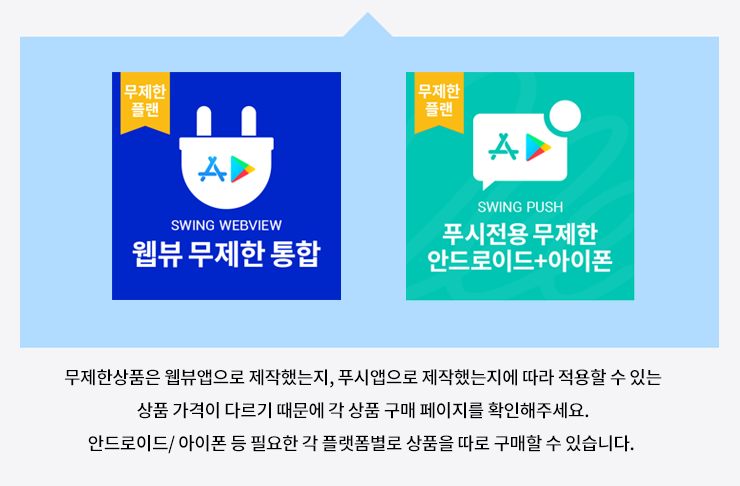 무제한
플랜
SWING WEBVIEW
웹뷰 무제한 통합
무제한
플랜
SWING PUSH
푸시전용 무제한
안드로이드+아이폰
무제한상품은 웹뷰앱으로 제작했는지, 푸시앱으로 제작했는지에 따라 적용할 수 있는
상품 가격이 다르기 때문에 각 상품 구매 페이지를 확인해주세요.
안드로이드/ 아이폰 등 필요한 각 플랫폼별로 상품을 따로 구매할 수 있습니다.